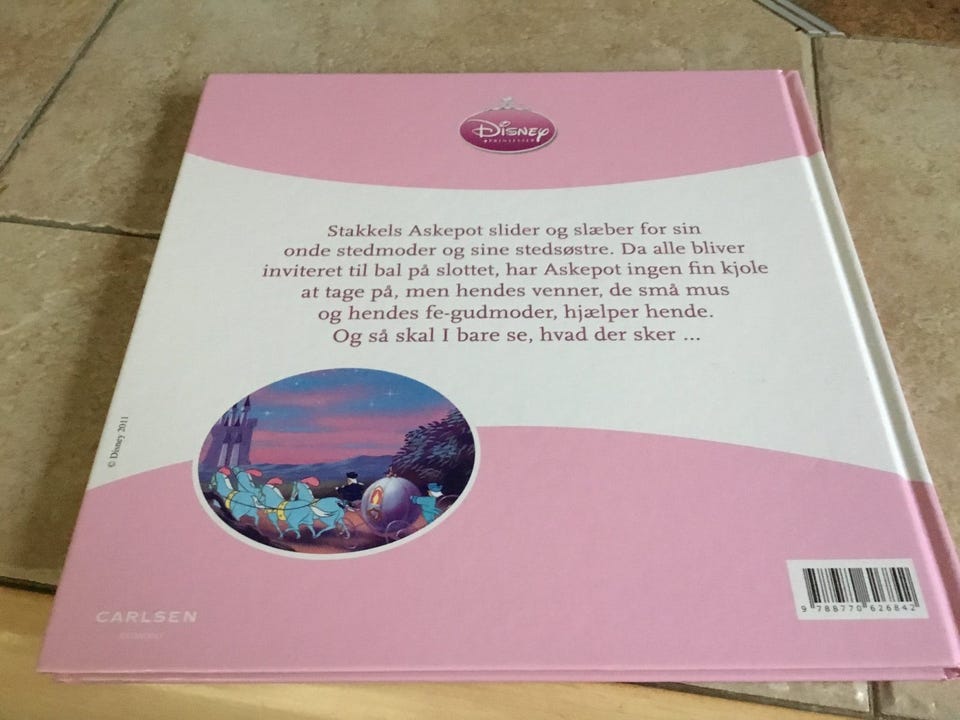 Disney
PRINSESSER
Stakkels Askepot slider og slæber for sin
onde stedmoder og sine stedsøstre. Da alle bliver
inviteret til bal på slottet, har Askepot ingen fin kjole
at tage på, men hendes venner, de små mus
og hendes fe-gudmoder, hjælper hende.
Og så skal I bare se, hvad der sker ...
© Disney 2011
CARLSEN
9 788770 626842